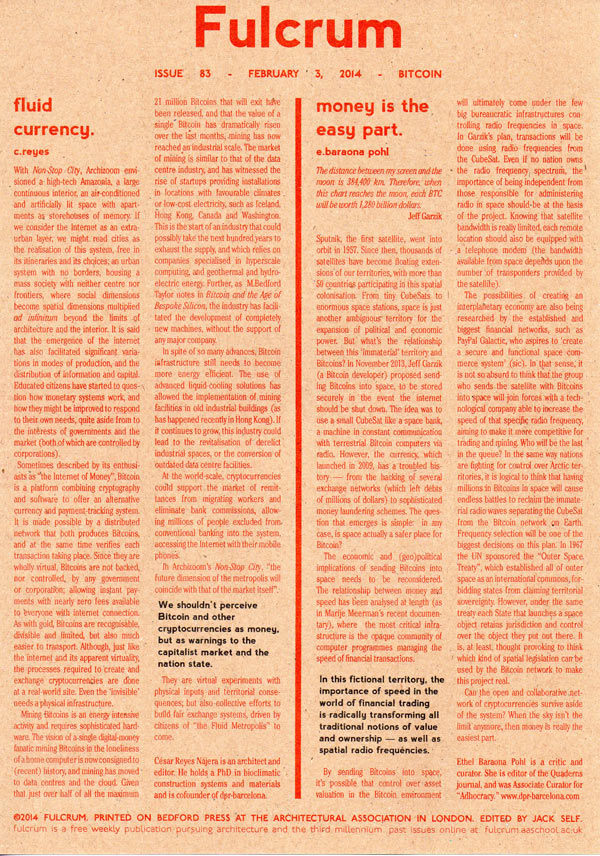 Fulcrum
ISSUE 83 - FEBRUARY 3, 2014 - BITCOIN
fluid
currency.
c.reyes
With Non-Stop City, Archizoom envi-
sioned a high-tech Amazonia, a large
continuous interior, an air-conditioned
and artificially lit space with apart-
ments as storehouses of memory. If
we consider the Internet as an extra-
urban layer, we might read cities as
the realisation of this system, free in
its itineraries and its choices; an urban
system with no borders, housing a
mass society with neither centre nor
frontiers, where social dimensions
become spatial dimensions multiplied
ad infinitum beyond the limits of
architecture and the interior. It is said
that the emergence of the internet
has also facilitated significant varia-
tions in modes of production, and the
distribution of information and capital.
Educated citizens have started to ques-
tion how monetary systems work, and
how they might be improved to respond
to their own needs, quite aside from to
the interests of governments and the
market (both of which are controlled by
corporations).
Sometimes described by its enthusi-
asts as “the Internet of Money”, Bitcoin
is a platform combining cryptography
and software to offer an alternative
currency and payment-tracking system.
It is made possible by a distributed
network that both produces Bitcoins,
and at the same time verifies each
transaction taking place. Since they are
wholly virtual, Bitcoins are not backed,
nor controlled, by any government
or corporation; allowing instant pay-
ments with nearly zero fees available
to everyone with internet connection.
As with gold, Bitcoins are recognisable,
divisible and limited, but also much
easier to transport. Although, just like
the internet and its apparent virtuality,
the processes required to create and
exchange cryptocurrencies are done
at a real-world site. Even the ‘invisible’
needs a physical infrastructure.
Mining Bitcoins is an energy intensive
activity and requires sophisticated hard-
ware. The vision of a single digital-money
fanatic mining Bitcoins in the loneliness
of a home computer is now consigned to
(recent) history, and mining has moved
to data centres and the cloud. Given
that just over half of all the maximum
21 million Bitcoins that will exit have
been released, and that the value of a
single Bitcoin has dramatically risen
over the last months, mining has now
reached an industrial scale. The market
of mining is similar to that of the data
centre industry, and has witnessed the
rise of startups providing installations
in locations with favourable climates
or low-cost electricity, such as Iceland,
Hong Kong, Canada and Washington.
This is the start of an industry that could
possibly take the next hundred years to
exhaust the supply, and which relies on
companies specialised in hyperscale
computing, and geothermal and hydro-
electric energy. Further, as M.Bedford
Taylor notes in Bitcoin and the Age of
Bespoke Silicon, the industry has facili-
tated the development of completely
new machines, without the support of
any major company.
In spite of so many advances, Bitcoin
infrastructure still needs to become
more energy efficient. The use of
advanced liquid-cooling solutions has
allowed the implementation of mining
facilities in old industrial buildings (as
has happened recently in Hong Kong). If
it continues to grow, this industry could
lead to the revitalisation of derelict
industrial spaces, or the conversion of
outdated data centre facilities.
At the world-scale, cryptocurrencies
could support the market of remit-
tances from migrating workers and
eliminate bank commissions, allow-
ing millions of people excluded from
conventional banking into the system,
accessing the Internet with their mobile
phones.
In Archizoom's Non-Stop City, “the
future dimension of the metropolis will
coincide with that of the market itself”.
We shouldn't perceive
Bitcoin and other
cryptocurrencies as money,
but as warnings to the
capitalist market and the
nation state.
They are virtual experiments with
physical inputs and territorial conse-
quences; but also-collective efforts to
build fair exchange systems, driven by
citizens of “the Fluid Metropolis” to
come.
César Reyes Nájera is an architect and
editor. He holds a PhD in bioclimatic
construction systems and materials
and is cofounder of dpr-barcelona.
money is the
easy part.
e.baraona pohl
The distance between my screen and the
moon is 384,400 km. Therefore, when
this chart reaches the moon, each BTC
will be worth 1,280 billion dollars.
Jeff Garzik
Sputnik, the first satellite, went into
orbit in 1957. Since then, thousands of
satellites have become floating exten-
sions of our territories, with more than
50 countries participating in this spatial
colonisation. From tiny CubeSats to
enormous space stations, space is just
another ambiguous territory for the
expansion of political and economic
power. But what's the relationship
between this ‘immaterial’ territory and
Bitcoins? In November 2013, Jeff Garzik
(a Bitcoin developer) proposed send-
ing Bitcoins into space, to be stored
securely in the event the internet
should be shut down. The idea was to
use a small CubeSat like a space bank,
a machine in constant communication
with terrestrial Bitcoin computers via
radio. However, the currency, which
launched in 2009, has a troubled his-
tory — from the hacking of several
exchange networks (which left debts
of millions of dollars) to sophisticated
money laundering schemes. The ques-
tion that emerges is simple: in any
case, is space actually a safer place for
Bitcoin?
The economic and (geo)political
implications of sending Bitcoins into
space needs to be reconsidered.
The relationship between money and
speed has been analysed at length (as
in Marije Meerman's recent documen-
tary), where the most critical infra-
structure is the opaque community of
computer programmes managing the
speed of financial transactions.
In this fictional territory, the
importance of speed in the
world of financial trading
is radically transforming all
traditional notions of value
and ownership — as well as
spatial radio frequencies.
By sending Bitcoins into space,
it's possible that control over asset
valuation in the Bitcoin environment
will ultimately come under the few
big bureaucratic infrastructures con-
trolling radio frequencies in space.
In Garzik's plan, transactions will be
done using radio frequencies from
the CubeSat. Even if no nation owns
the radio frequency spectrum, the
importance of being independent from
those responsible for administering
radio in space should-be at the basis
of the project. Knowing that satellite
bandwidth is really limited, each remote
location should also be equipped with
a telephone modem (the bandwidth
available from space depends upon the
number of transponders provided by
the satellite).
The possibilities of creating an
interplanetary economy are also being
researched by the established and
biggest financial networks, such as
PayPal Galactic, who aspires to ‘create
a secure and functional space com-
merce system’ (sic). In that sense, it
is not so absurd to think that the group
who sends the satellite with Bitcoins
into space will join forces with a tech-
nological company able to increase the
speed of that specific radio frequency,
aiming to make it more competitive for
trading and mining. Who will be the last
in the queue? In the same way nations
are fighting for control over Arctic ter-
ritories, it is logical to think that having
millions in Bitcoins in space will cause
endless battles to reclaim the immate-
rial radio waves separating the CubeSat
from the Bitcoin network on Earth.
Frequency selection will be one of the
biggest decisions on this plan. In 1967
the UN sponsored the “Outer Space
Treaty”, which established all of outer
space as an international commons, for-
bidding states from claiming territorial
sovereignty. However, under the same
treaty each State that launches a space
object retains jurisdiction and control
over the object they put out there. It
is, at least, thought provoking to think
which kind of spatial legislation can be
used by the Bitcoin network to make
this project real.
Can the open and collaborative net-
work of cryptocurrencies survive aside
of the system? When the sky isn't the
limit anymore, then money is really the
easiest part.
Ethel Baraona Pohl is a critic and
curator. She is editor of the Quaderns
journal, and was Associate Curator for
“Adhocracy.” www.dpr-barcelona.com
©2014 FULCRUM. PRINTED ON BEDFORD PRESS AT THE ARCHITECTURAL ASSOCIATION IN LONDON. EDITED BY JACK SELF.
fulcrum is a free weekly publication pursuing architecture and the third millennium. past issues online at fulcrum.aaschool.ac.uk